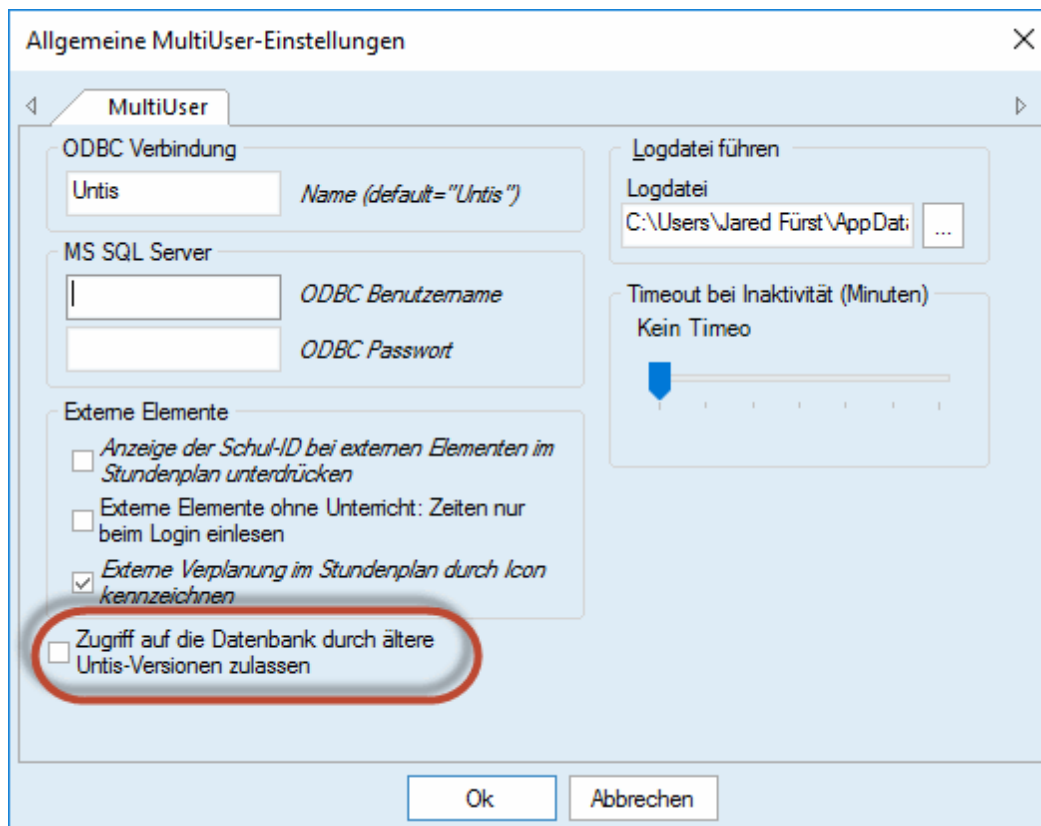 Allgemeine MultiUser-Einstellungen
MultiUser
ODBC Verbindung
Untis
Name (default="Untis")
MS SQL Server
ODBC Benutzername
ODBC Passwort
Externe Elemente
Anzeige der Schul-ID bei externen Elementen im
Stundenplan unterdrücken
Externe Elemente ohne Unterricht: Zeiten nur
beim Login einlesen
Externe Verplanung im Stundenplan durch Icon
kennzeichnen
Zugriff auf die Datenbank durch ältere
Untis-Versionen zulassen
Logdatei führen
Logdatei
C:\Users\Jared Fürst\AppData
...
Timeout bei Inaktivität (Minuten)
Kein Timeo
Ok
Abbrechen